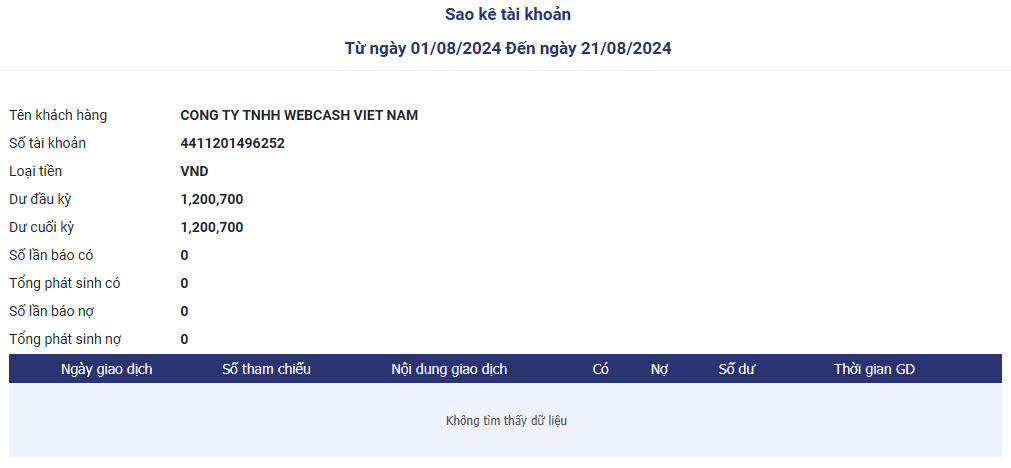 Sao kê tài khoản
Từ ngày 01/08/2024 Đến ngày 21/08/2024
Tên khách hàng CONG TY TNHH WEBCASH VIET NAM
Số tài khoản 4411201496252
Loại tiền VND
Dư đầu kỳ 1,200,700
Dư cuối kỳ 1,200,700
Số lần báo có 0
Tổng phát sinh có 0
Số lần báo nợ 0
Tổng phát sinh nợ 0
Ngày giao dịch Số tham chiếu Nội dung giao dịch Có Nợ Số dư Thời gian GD
Không tìm thấy dữ liệu